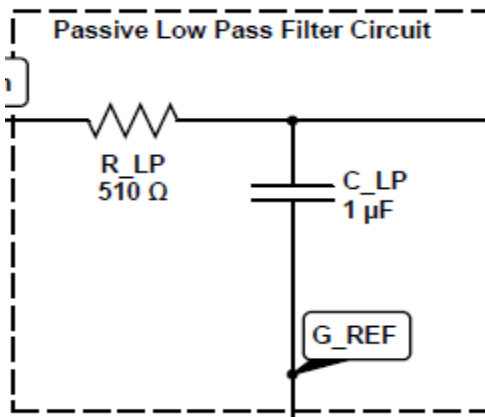 Passive Low Pass Filter Circuit
R_LP
510 Ω
C_LP
1 µF
G_REF